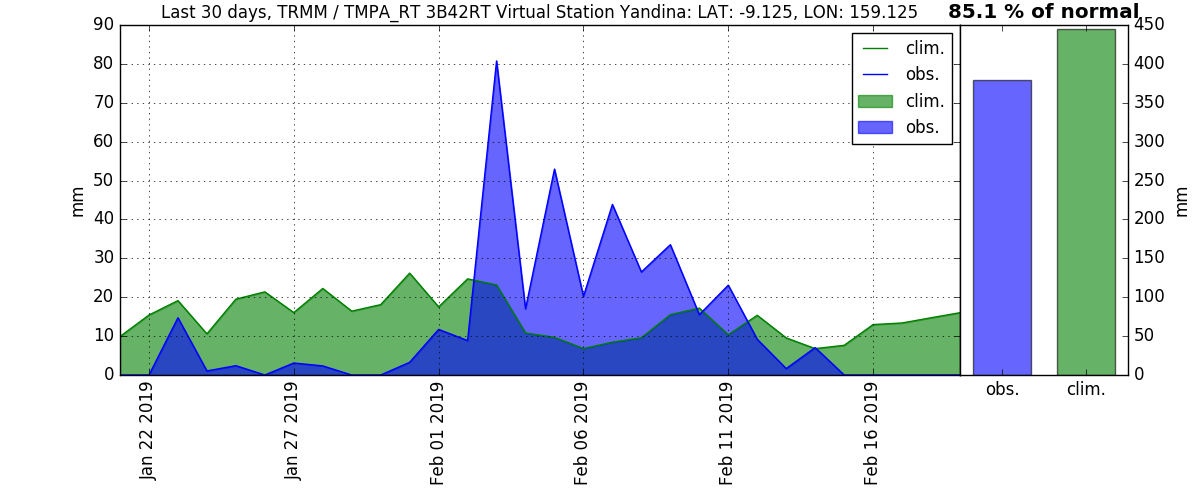 Last 30 days, TRMM / TMPA_RT 3B42RT Virtual Station Yandina: LAT: -9.125, LON: 159.125
85.1 % of normal
90
80
70
60
50
40
30
20
10
0
mm
clim.
obs.
clim.
obs.
450
400
350
300
250
200
150
100
50
0
mm
Jan 22 2019
Jan 27 2019
Feb 01 2019
Feb 06 2019
Feb 11 2019
Feb 16 2019
obs.
clim.